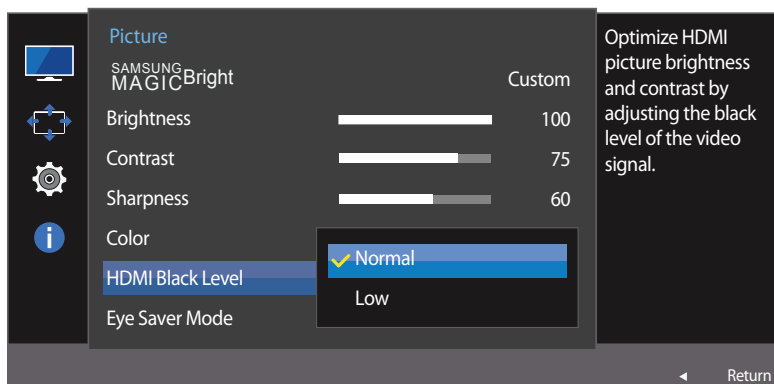 Picture
SAMSUNG
MAGICBright Custom
Brightness 100
Contrast 75
Sharpness 60
Color
HDMI Black Level
Eye Saver Mode
Normal
Low
Optimize HDMI
picture brightness
and contrast by
adjusting the black
level of the video
signal.
i
Return